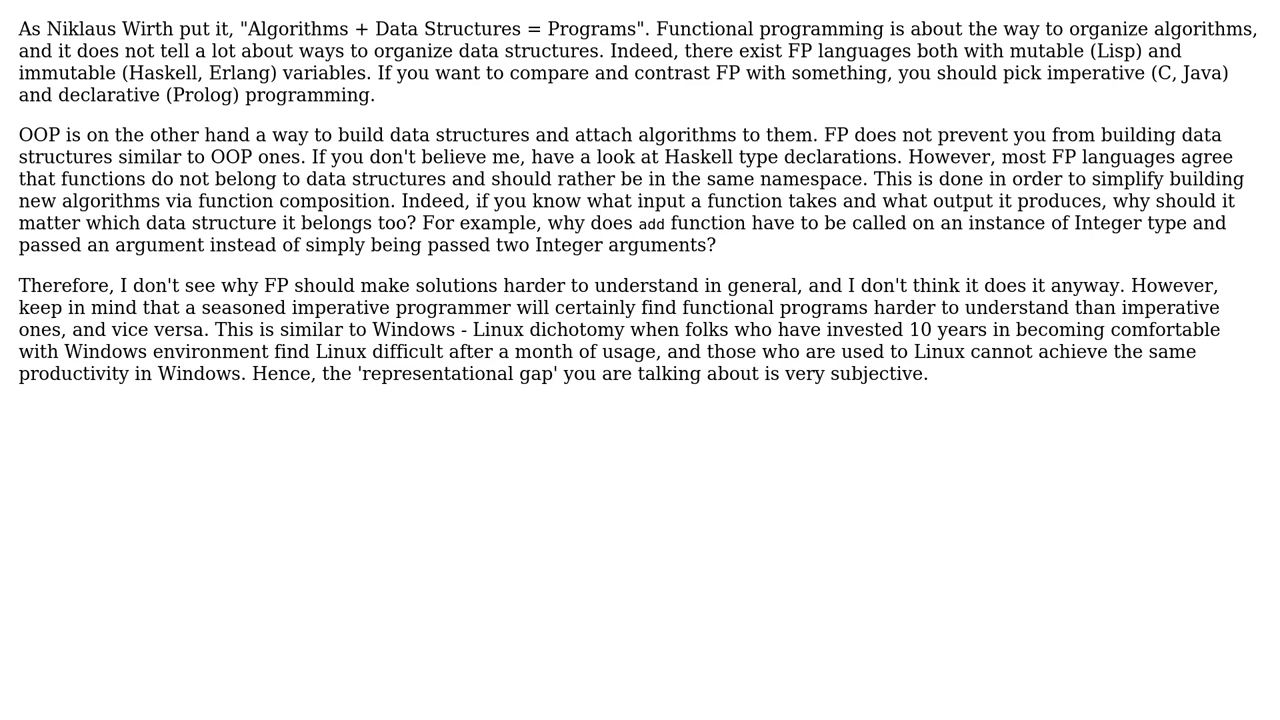 As Niklaus Wirth put it, "Algorithms + Data Structures = Programs". Functional programming is about the way to organize algorithms,
and it does not tell a lot about ways to organize data structures. Indeed, there exist FP languages both with mutable (Lisp) and
immutable (Haskell, Erlang) variables. If you want to compare and contrast FP with something, you should pick imperative (C, Java)
and declarative (Prolog) programming.
OOP is on the other hand a way to build data structures and attach algorithms to them. FP does not prevent you from building data
structures similar to OOP ones. If you don't believe me, have a look at Haskell type declarations. However, most FP languages agree
that functions do not belong to data structures and should rather be in the same namespace. This is done in order to simplify building
new algorithms via function composition. Indeed, if you know what input a function takes and what output it produces, why should it
matter which data structure it belongs too? For example, why does add function have to be called on an instance of Integer type and
passed an argument instead of simply being passed two Integer arguments?
Therefore, I don't see why FP should make solutions harder to understand in general, and I don't think it does it anyway. However,
keep in mind that a seasoned imperative programmer will certainly find functional programs harder to understand than imperative
ones, and vice versa. This is similar to Windows - Linux dichotomy when folks who have invested 10 years in becoming comfortable
with Windows environment find Linux difficult after a month of usage, and those who are used to Linux cannot achieve the same
productivity in Windows. Hence, the 'representational gap' you are talking about is very subjective.